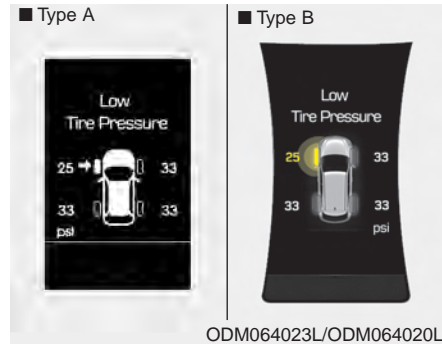 ■ Type A
Low
Tire Pressure
25 33
33 33
psi
■ Type B
Low
Tire Pressure
25 33
33 33
psi
ODM064023L/ODM064020L